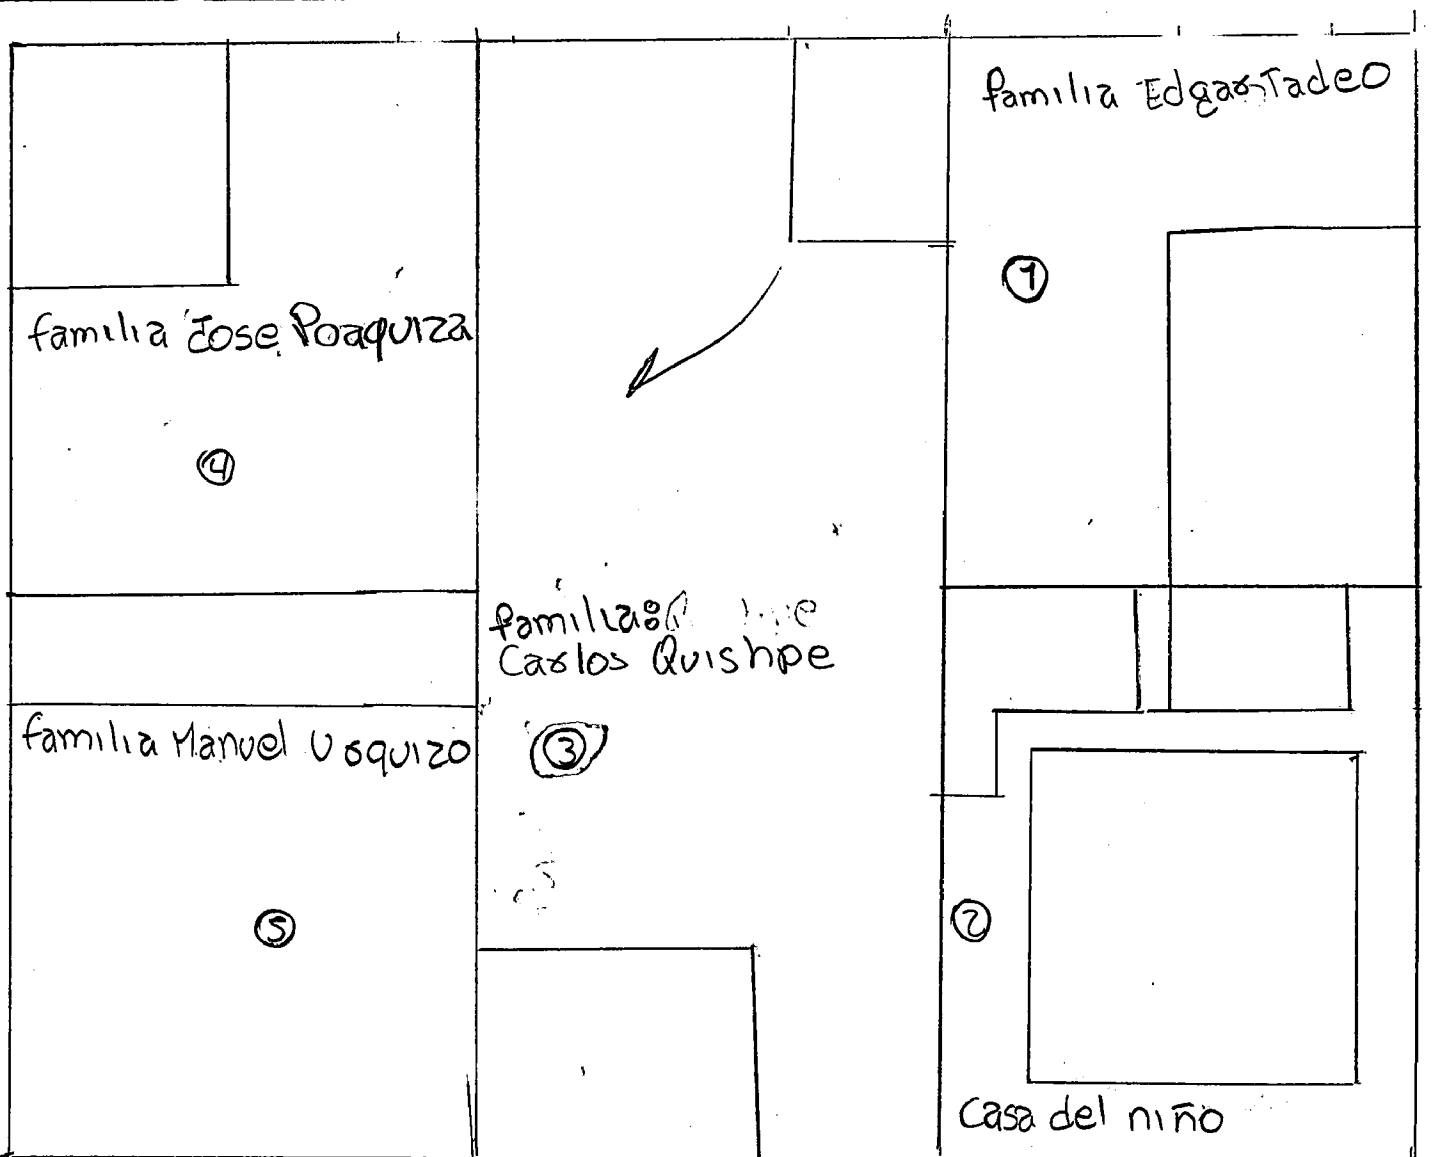 familia Edgar Tadeo
1
familia Jose Poaquiza
4
familia:
Carlos Quishpe
3
familia Manuel Usquizo
5
2
Casa del niño